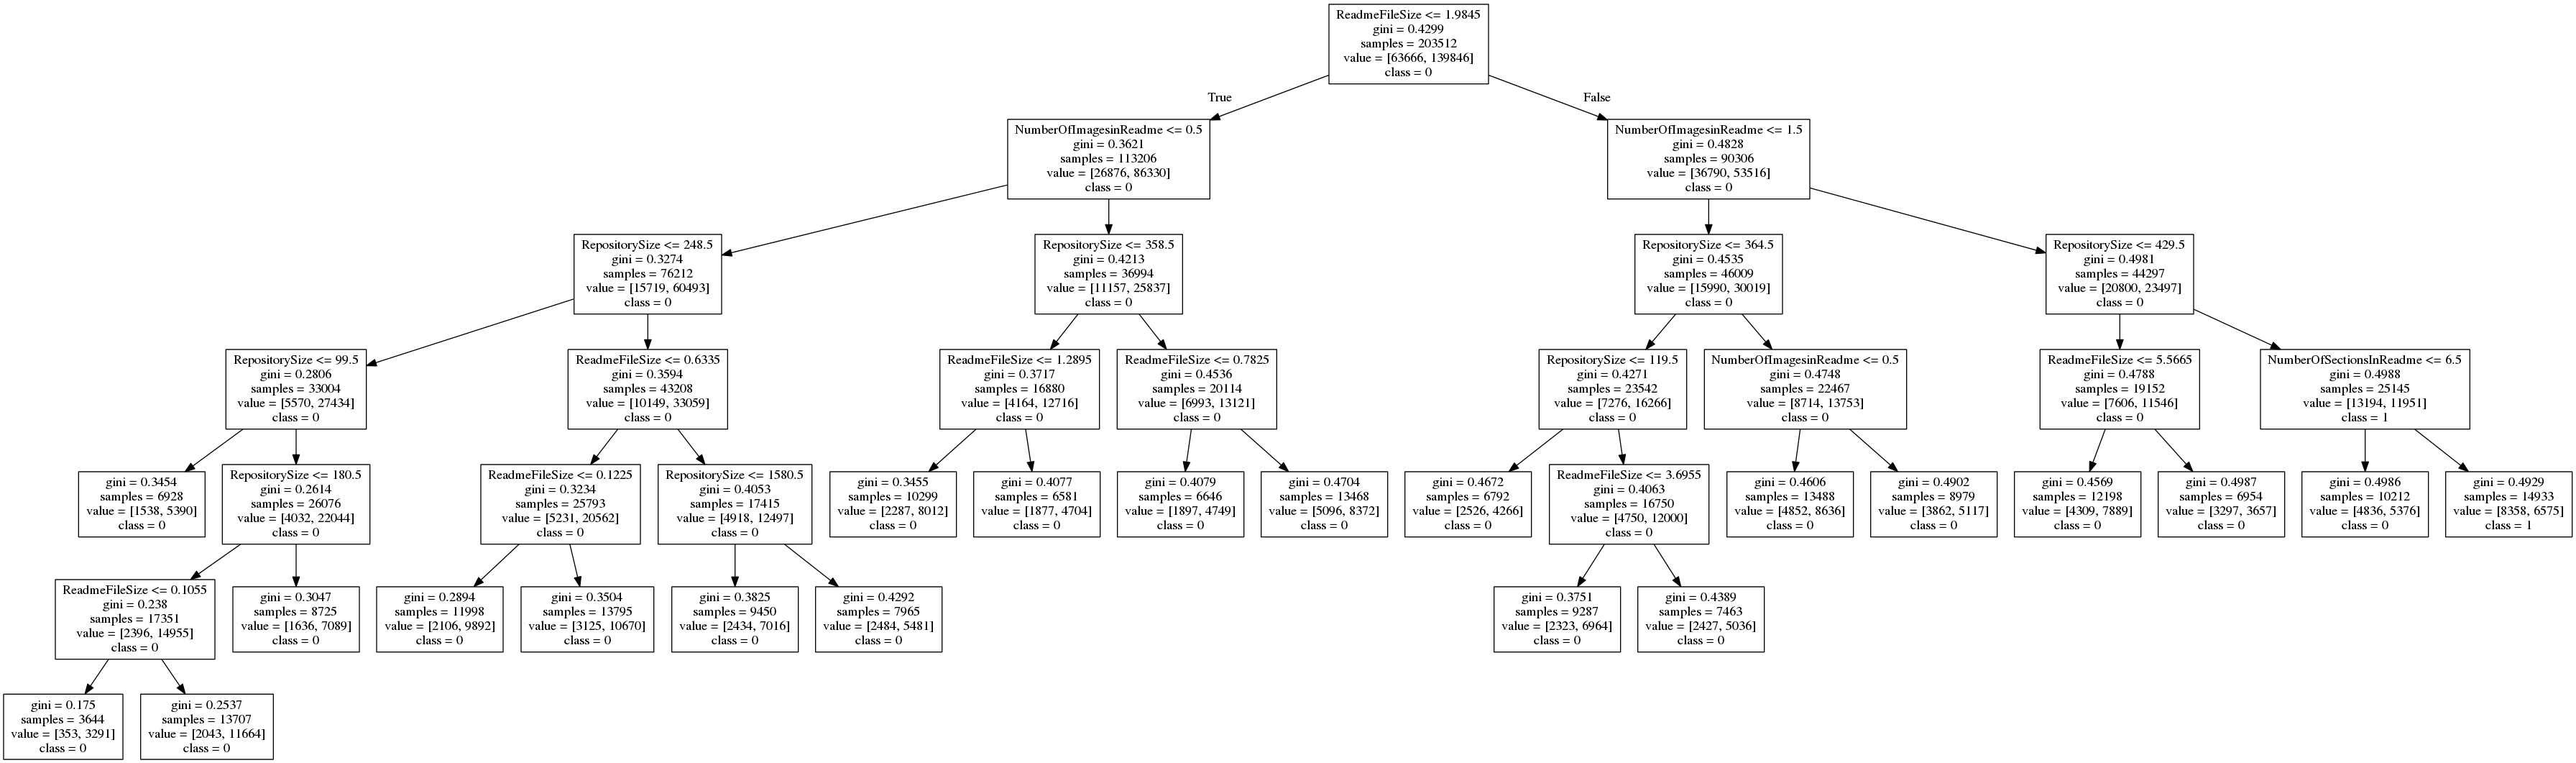 ReadmeFileSize <= 1.9845
gini = 0.4299
samples = 203512
value = [63666, 139846]
class = 0
True
False
NumberOfImagesinReadme <= 0.5
gini = 0.3621
samples = 113206
value = [26876, 86330]
class = 0
NumberOfImagesinReadme <= 1.5
gini = 0.4828
samples = 90306
value = [36790, 53516]
class = 0
RepositorySize <= 248.5
gini = 0.3274
samples = 76212
value = [15719, 60493]
class = 0
RepositorySize <= 358.5
gini = 0.4213
samples = 36994
value = [11157, 25837]
class = 0
RepositorySize <= 364.5
gini = 0.4535
samples = 46009
value = [15990, 30019]
class = 0
RepositorySize <= 429.5
gini = 0.4981
samples = 44297
value = [20800, 23497]
class = 0
RepositorySize <= 99.5
gini = 0.2806
samples = 33004
value = [5570, 27434]
class = 0
ReadmeFileSize <= 0.6335
gini = 0.3594
samples = 43208
value = [10149, 33059]
class = 0
ReadmeFileSize <= 1.2895
gini = 0.3717
samples = 16880
value = [4164, 12716]
class = 0
ReadmeFileSize <= 0.7825
gini = 0.4536
samples = 20114
value = [6993, 13121]
class = 0
RepositorySize <= 119.5
gini = 0.4271
samples = 23542
value = [7276, 16266]
class = 0
NumberOfImagesinReadme <= 0.5
gini = 0.4748
samples = 22467
value = [8714, 13753]
class = 0
ReadmeFileSize <= 5.5665
gini = 0.4788
samples = 19152
value = [7606, 11546]
class = 0
NumberOfSectionsInReadme <= 6.5
gini = 0.4988
samples = 25145
value = [13194, 11951]
class = 1
gini = 0.3454
samples = 6928
value = [1538, 5390]
class = 0
RepositorySize <= 180.5
gini = 0.2614
samples = 26076
value = [4032, 22044]
class = 0
ReadmeFileSize <= 0.1225
gini = 0.3234
samples = 25793
value = [5231, 20562]
class = 0
RepositorySize <= 1580.5
gini = 0.4053
samples = 17415
value = [4918, 12497]
class = 0
gini = 0.3455
samples = 10299
value = [2287, 8012]
class = 0
gini = 0.4077
samples = 6581
value = [1877, 4704]
class = 0
gini = 0.4079
samples = 6646
value = [1897, 4749]
class = 0
gini = 0.4704
samples = 13468
value = [5096, 8372]
class = 0
gini = 0.4672
samples = 6792
value = [2526, 4266]
class = 0
ReadmeFileSize <= 3.6955
gini = 0.4063
samples = 16750
value = [4750, 12000]
class = 0
gini = 0.4606
samples = 13488
value = [4852, 8636]
class = 0
gini = 0.4902
samples = 8979
value = [3862, 5117]
class = 0
gini = 0.4569
samples = 12198
value = [4309, 7889]
class = 0
gini = 0.4987
samples = 6954
value = [3297, 3657]
class = 0
gini = 0.4986
samples = 10212
value = [4836, 5376]
class = 0
gini = 0.4929
samples = 14933
value = [8358, 6575]
class = 1
ReadmeFileSize <= 0.1055
gini = 0.238
samples = 17351
value = [2396, 14955]
class = 0
gini = 0.3047
samples = 8725
value = [1636, 7089]
class = 0
gini = 0.2894
samples = 11998
value = [2106, 9892]
class = 0
gini = 0.3504
samples = 13795
value = [3125, 10670]
class = 0
gini = 0.3825
samples = 9450
value = [2434, 7016]
class = 0
gini = 0.4292
samples = 7965
value = [2484, 5481]
class = 0
gini = 0.3751
samples = 9287
value = [2323, 6964]
class = 0
gini = 0.4389
samples = 7463
value = [2427, 5036]
class = 0
gini = 0.175
samples = 3644
value = [353, 3291]
class = 0
gini = 0.2537
samples = 13707
value = [2043, 11664]
class = 0